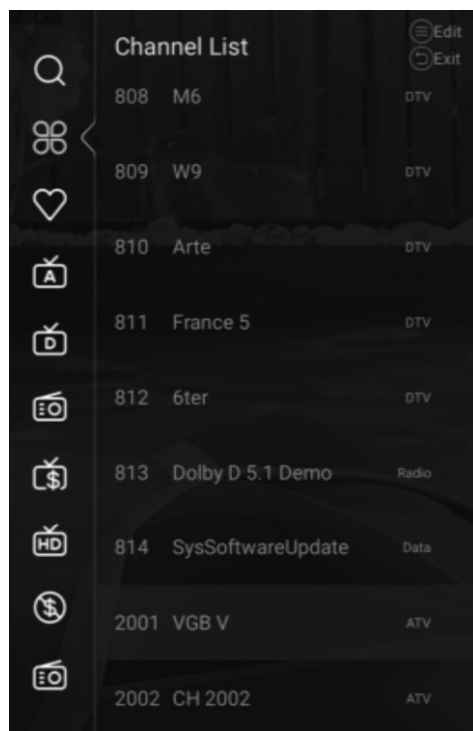 Channel List
Edit
Exit
808 M6 DTV
809 W9 DTV
810 Arte DTV
811 France 5 DTV
A
D
812 6ter DTV
813 Dolby D 5.1 Demo Radio
$
HD
814 SysSoftwareUpdate Data
$
2001 VGB V ATV
2002 CH 2002 ATV